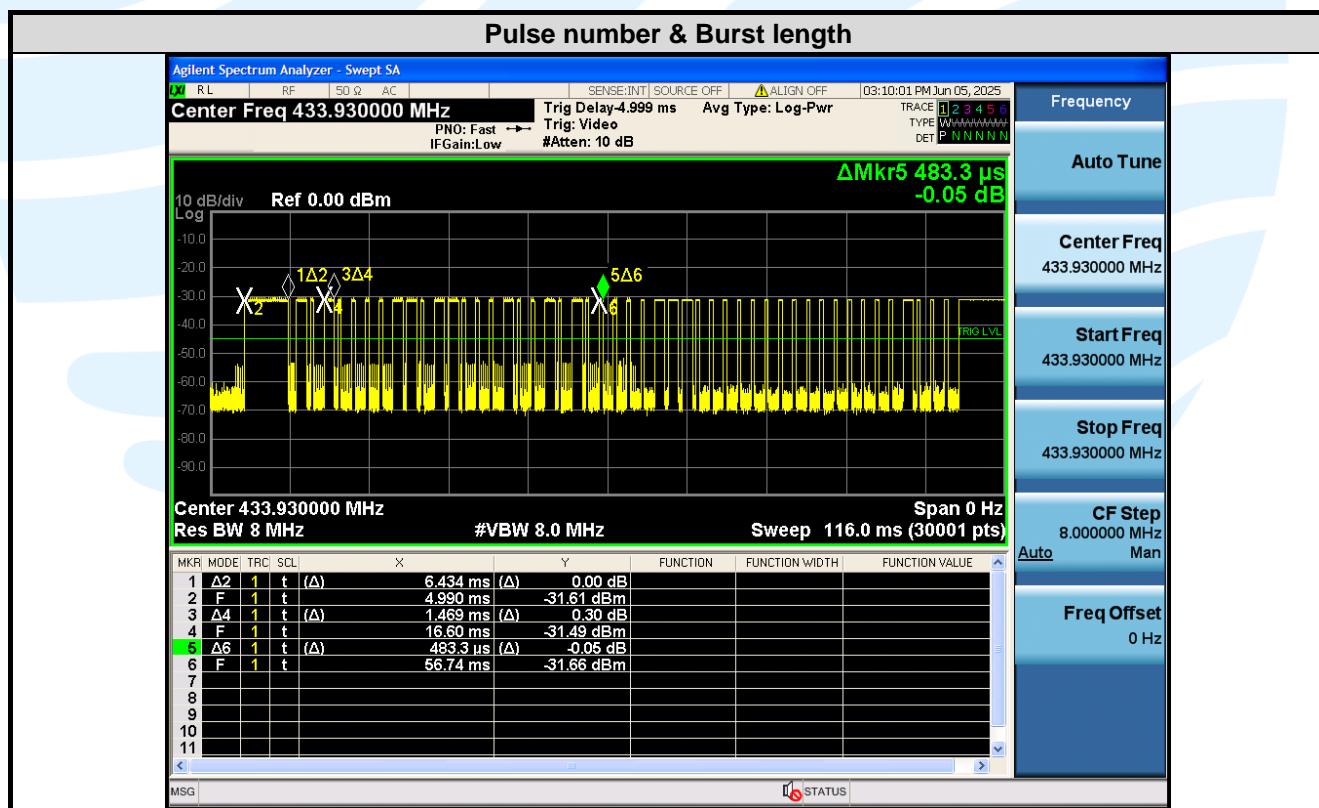 Pulse number & Burst length
Agilent Spectrum Analyzer - Swept SA
LXI RL RF 50 Ω AC SENSE:INT SOURCE OFF ALIGN OFF 03:10:01 PM Jun 05, 2025
Center Freq 433.930000 MHz
PNO: Fast
IFGain:Low
Trig Delay-4.999 ms
Trig: Video
#Atten: 10 dB
Avg Type: Log-Pwr
TRACE 1 2 3 4 5 6
TYPE WWWWWW
DET P N N N N N
ΔMkr5 483.3 µs
-0.05 dB
10 dB/div Ref 0.00 dBm
Log
-10.0
-20.0
-30.0
-40.0
-50.0
-60.0
-70.0
-80.0
-90.0
1Δ2 3Δ4 5Δ6
2 4 6
TRIG LVL
Center 433.930000 MHz Span 0 Hz
Res BW 8 MHz #VBW 8.0 MHz Sweep 116.0 ms (30001 pts)
MKR MODE TRC SCL X Y FUNCTION FUNCTION WIDTH FUNCTION VALUE
1 Δ2 1 t (Δ) 6.434 ms (Δ) 0.00 dB
2 F 1 t 4.990 ms -31.61 dBm
3 Δ4 1 t (Δ) 1.469 ms (Δ) 0.30 dB
4 F 1 t 16.60 ms -31.49 dBm
5 Δ6 1 t (Δ) 483.3 µs (Δ) -0.05 dB
6 F 1 t 56.74 ms -31.66 dBm
7
8
9
10
11
MSG STATUS
Frequency
Auto Tune
Center Freq
433.930000 MHz
Start Freq
433.930000 MHz
Stop Freq
433.930000 MHz
CF Step
8.000000 MHz
Auto Man
Freq Offset
0 Hz